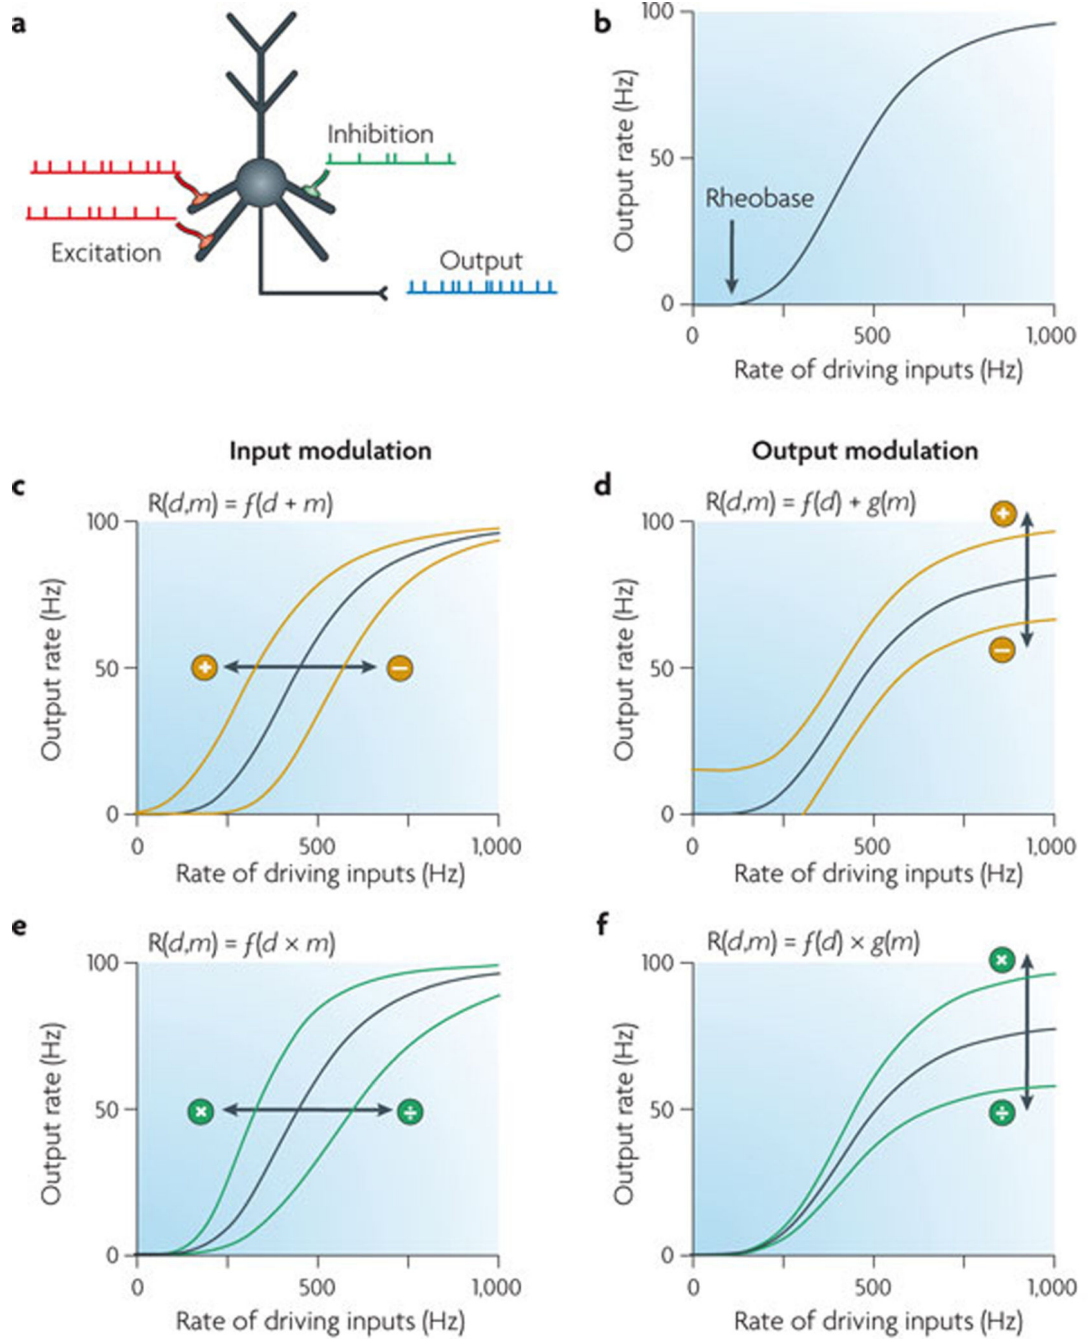 a
Inhibition
Excitation
Output
b
100
50
0
Output rate (Hz)
Rheobase
0 500 1,000
Rate of driving inputs (Hz)
Input modulation
Output modulation
c
R(d,m) = f(d + m)
100
50
0
Output rate (Hz)
+
–
0 500 1,000
Rate of driving inputs (Hz)
d
R(d,m) = f(d) + g(m)
100
50
0
Output rate (Hz)
+
–
0 500 1,000
Rate of driving inputs (Hz)
e
R(d,m) = f(d × m)
100
50
0
Output rate (Hz)
×
÷
0 500 1,000
Rate of driving inputs (Hz)
f
R(d,m) = f(d) × g(m)
100
50
0
Output rate (Hz)
×
÷
0 500 1,000
Rate of driving inputs (Hz)